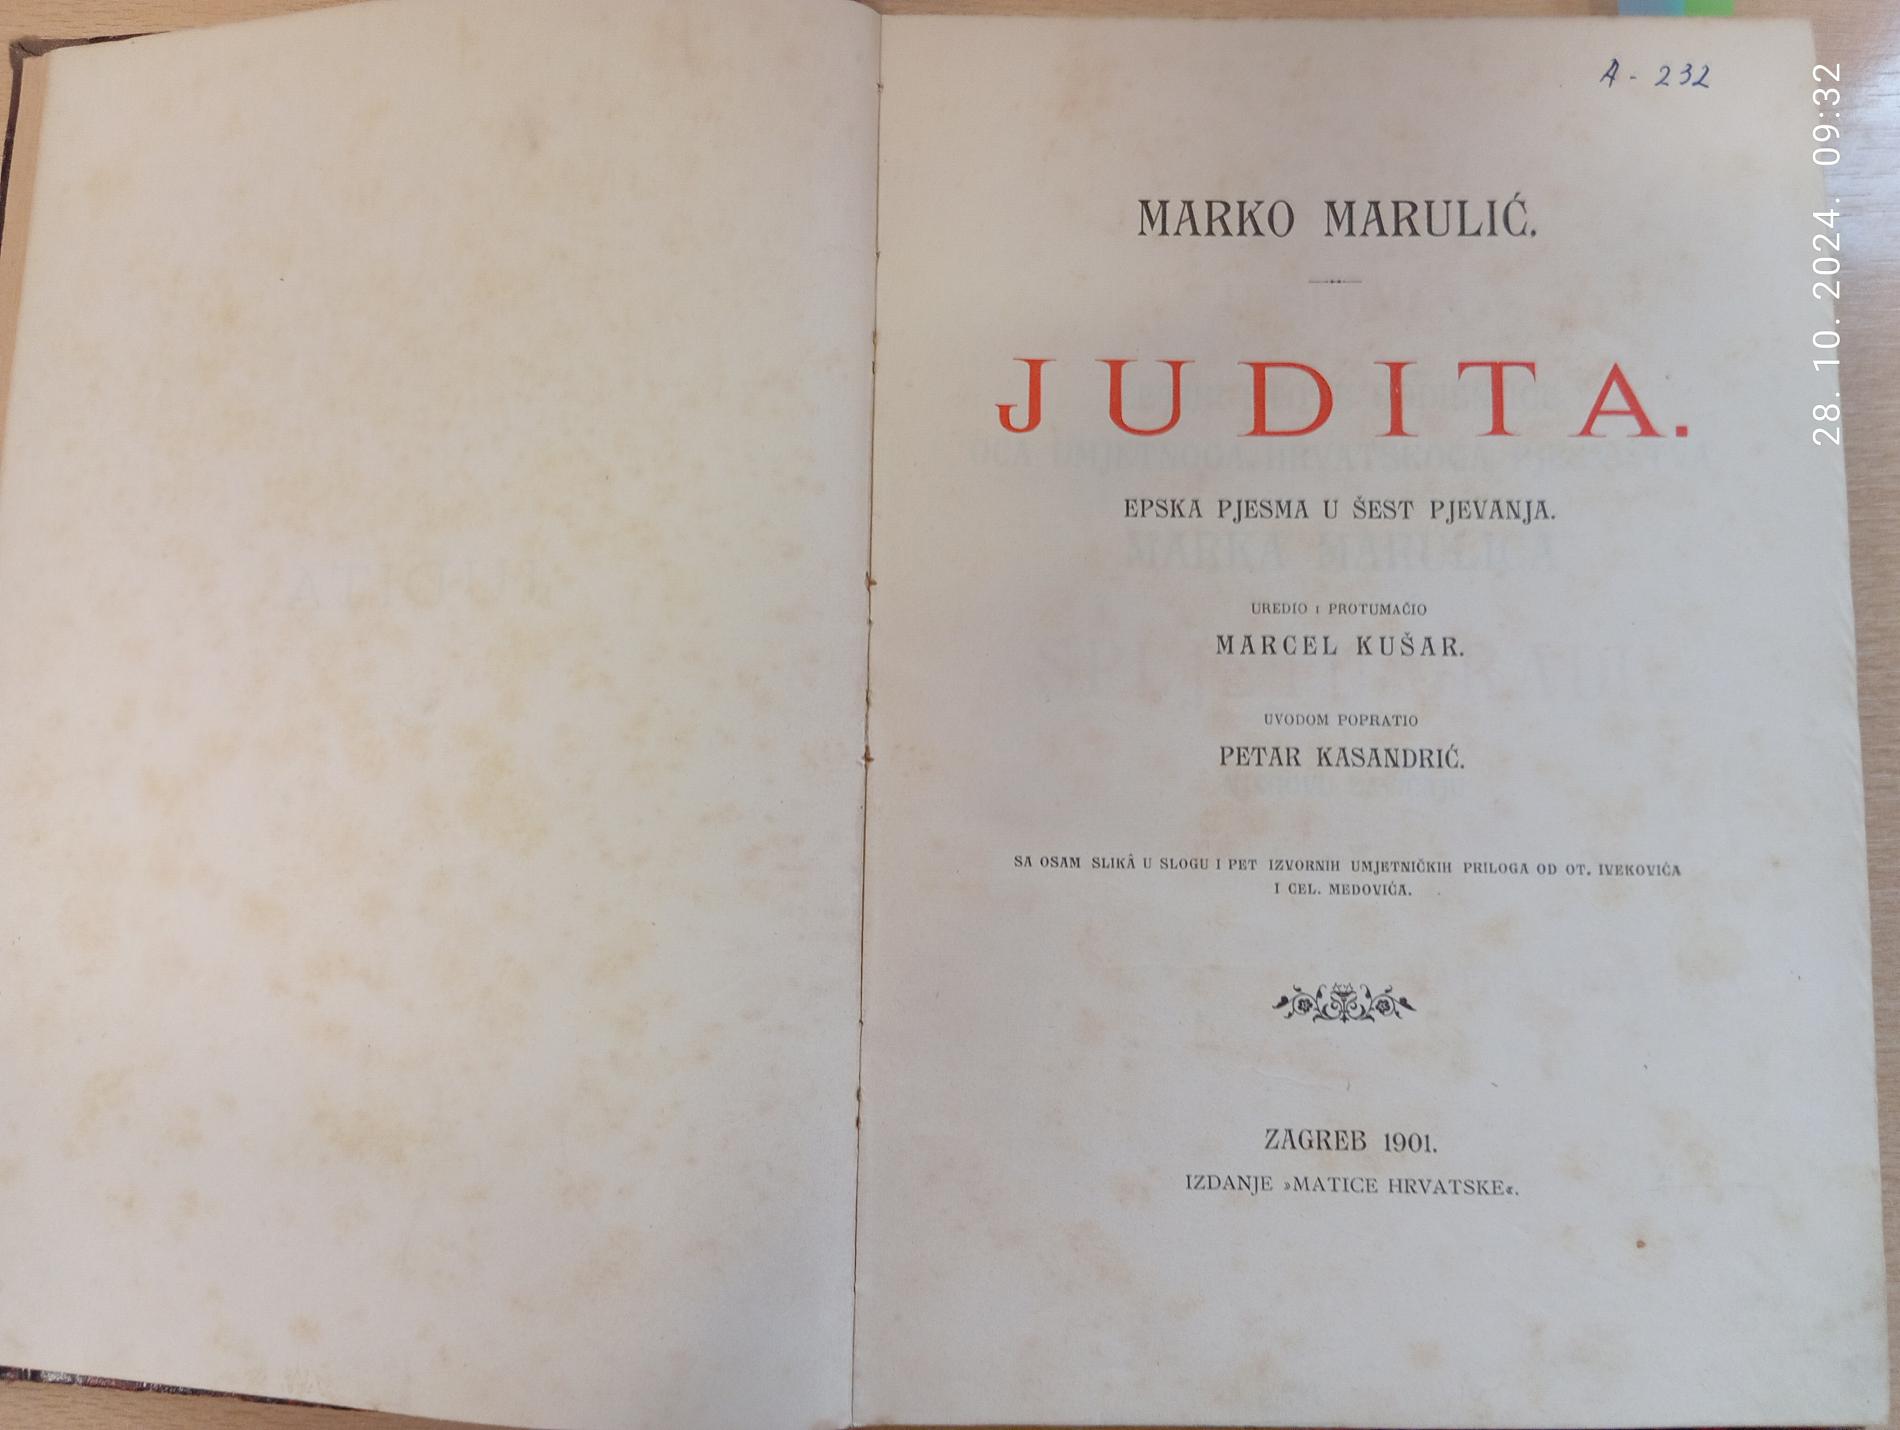 A - 232
MARKO MARULIĆ.
JUDITA.
EPSKA PJESMA U ŠEST PJEVANJA.
UREDIO I PROTUMAČIO
MARCEL KUŠAR.
UVODOM POPRATIO
PETAR KASANDRIĆ.
SA OSAM SLIKÂ U SLOGU I PET IZVORNIH UMJETNIČKIH PRILOGA OD OT. IVEKOVIĆA
I CEL. MEDOVIĆA.
ZAGREB 1901.
IZDANJE »MATICE HRVATSKE«.
28. 10. 2024. 09:32